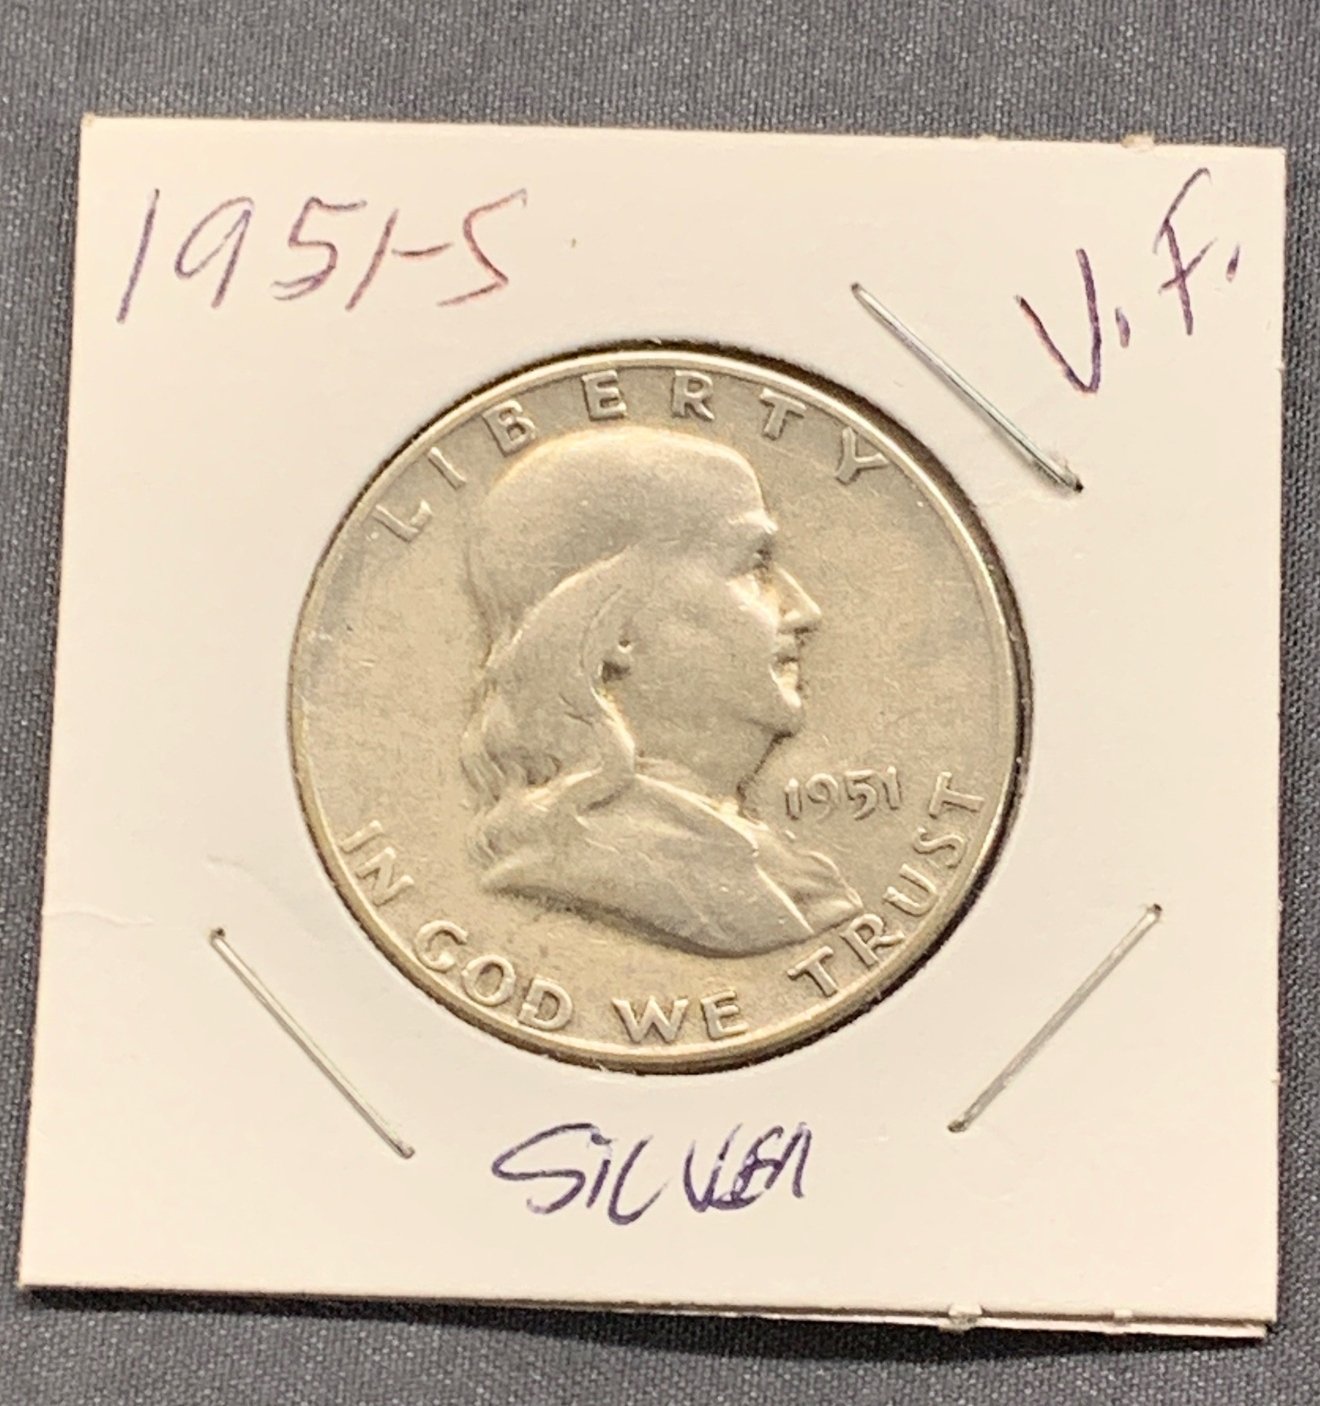 1951-S
V.F.
LIBERTY
1951
IN GOD WE TRUST
SILVER